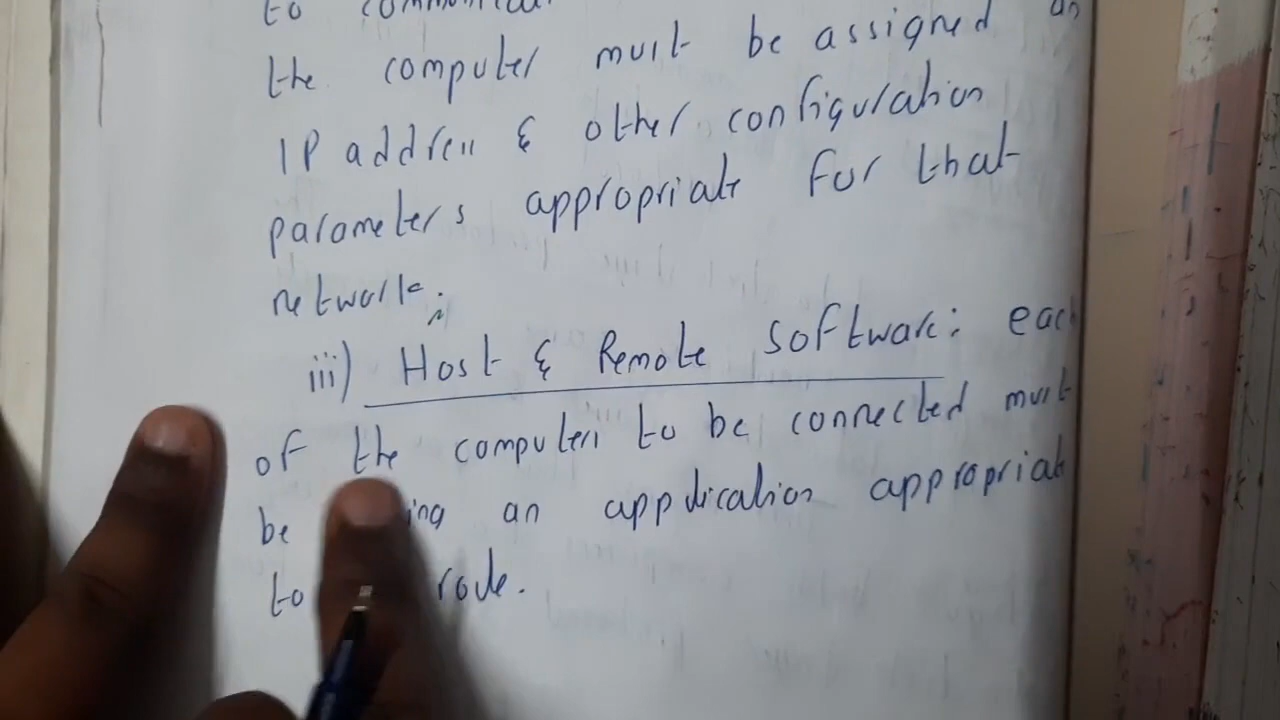 to
the computer must be assigned an
IP address & other configuration
parameters appropriate for that
network.
iii) Host & Remote software: each
of the computers to be connected must
be an application appropriate
to role.